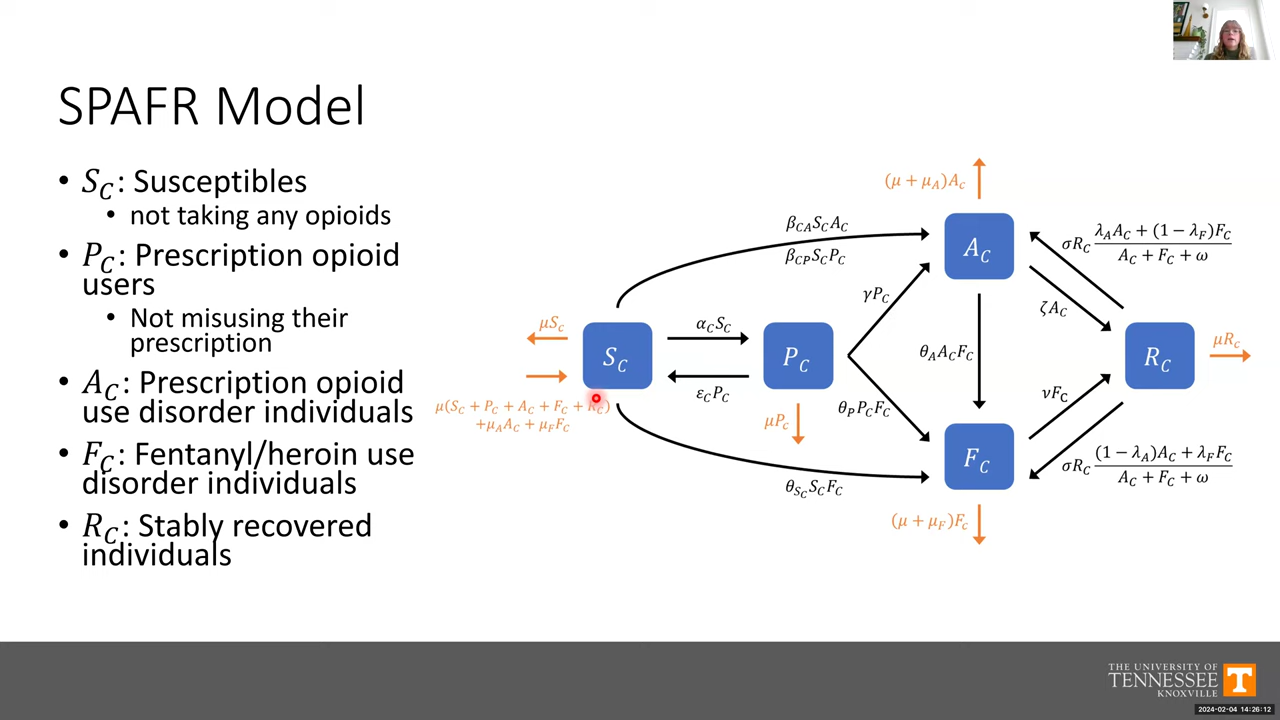 SPAFR Model
• S_C: Susceptibles
• not taking any opioids
• P_C: Prescription opioid
users
• Not misusing their
prescription
• A_C: Prescription opioid
use disorder individuals
• F_C: Fentanyl/heroin use
disorder individuals
• R_C: Stably recovered
individuals
(μ + μ_A)A_c
β_CA S_C A_C
β_CP S_C P_C
A_C
σR_C (λ_A A_C + (1 − λ_F)F_C) / (A_C + F_C + ω)
γP_C
ζA_C
μS_c
α_C S_C
S_C
P_C
θ_A A_C F_C
R_C
μR_c
ε_C P_C
μ(S_C + P_C + A_C + F_C + R_C)
+μ_A A_C + μ_F F_C
μP_c
θ_P P_C F_C
νF_C
F_C
σR_C ((1 − λ_A)A_C + λ_F F_C) / (A_C + F_C + ω)
θ_{S_C} S_C F_C
(μ + μ_F)F_c
THE UNIVERSITY OF
TENNESSEE
KNOXVILLE
T
2024-02-04 14:26:12